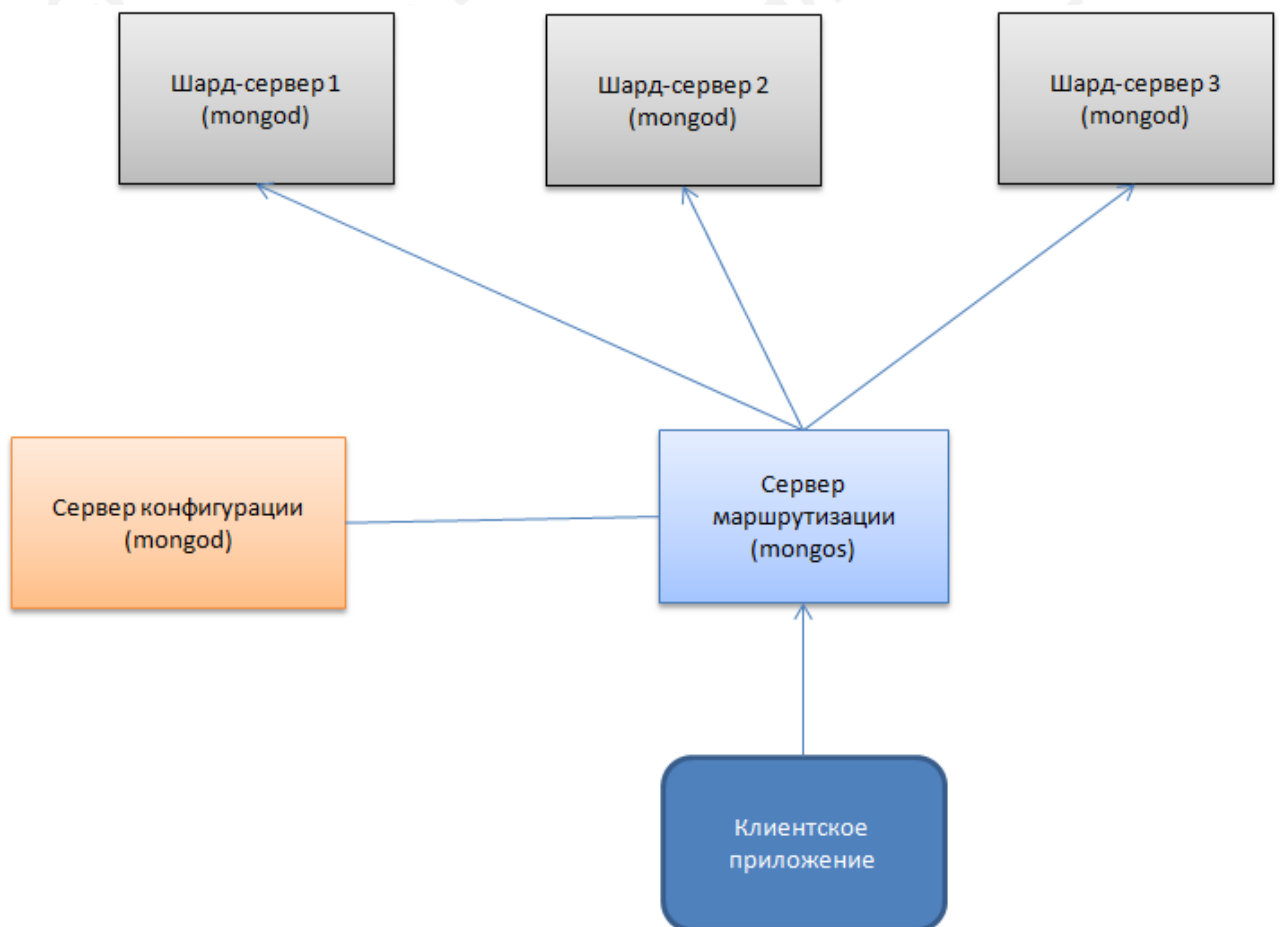 Шард-сервер 1
(mongod)
Шард-сервер 2
(mongod)
Шард-сервер 3
(mongod)
Сервер конфигурации
(mongod)
Сервер
маршрутизации
(mongos)
Клиентское
приложение